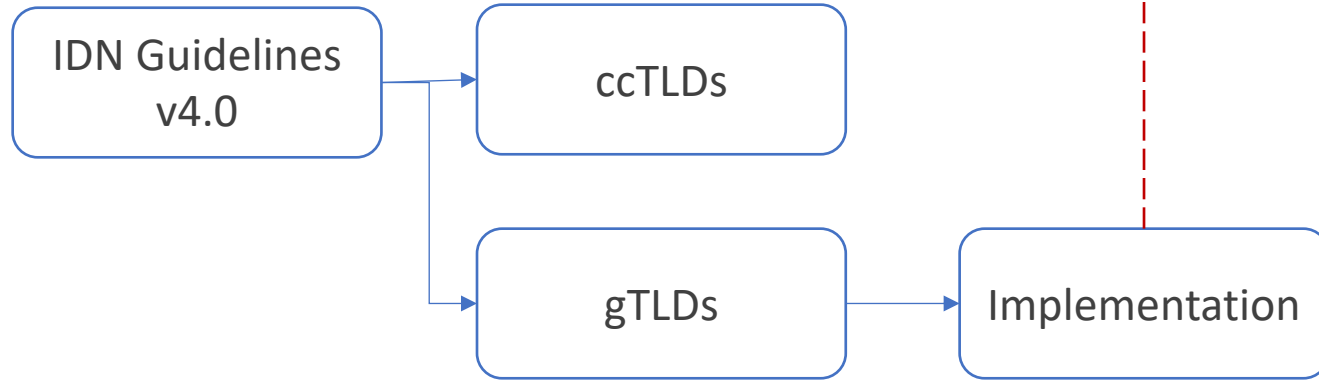 IDN Guidelines
v4.0
ccTLDs
gTLDs
Implementation